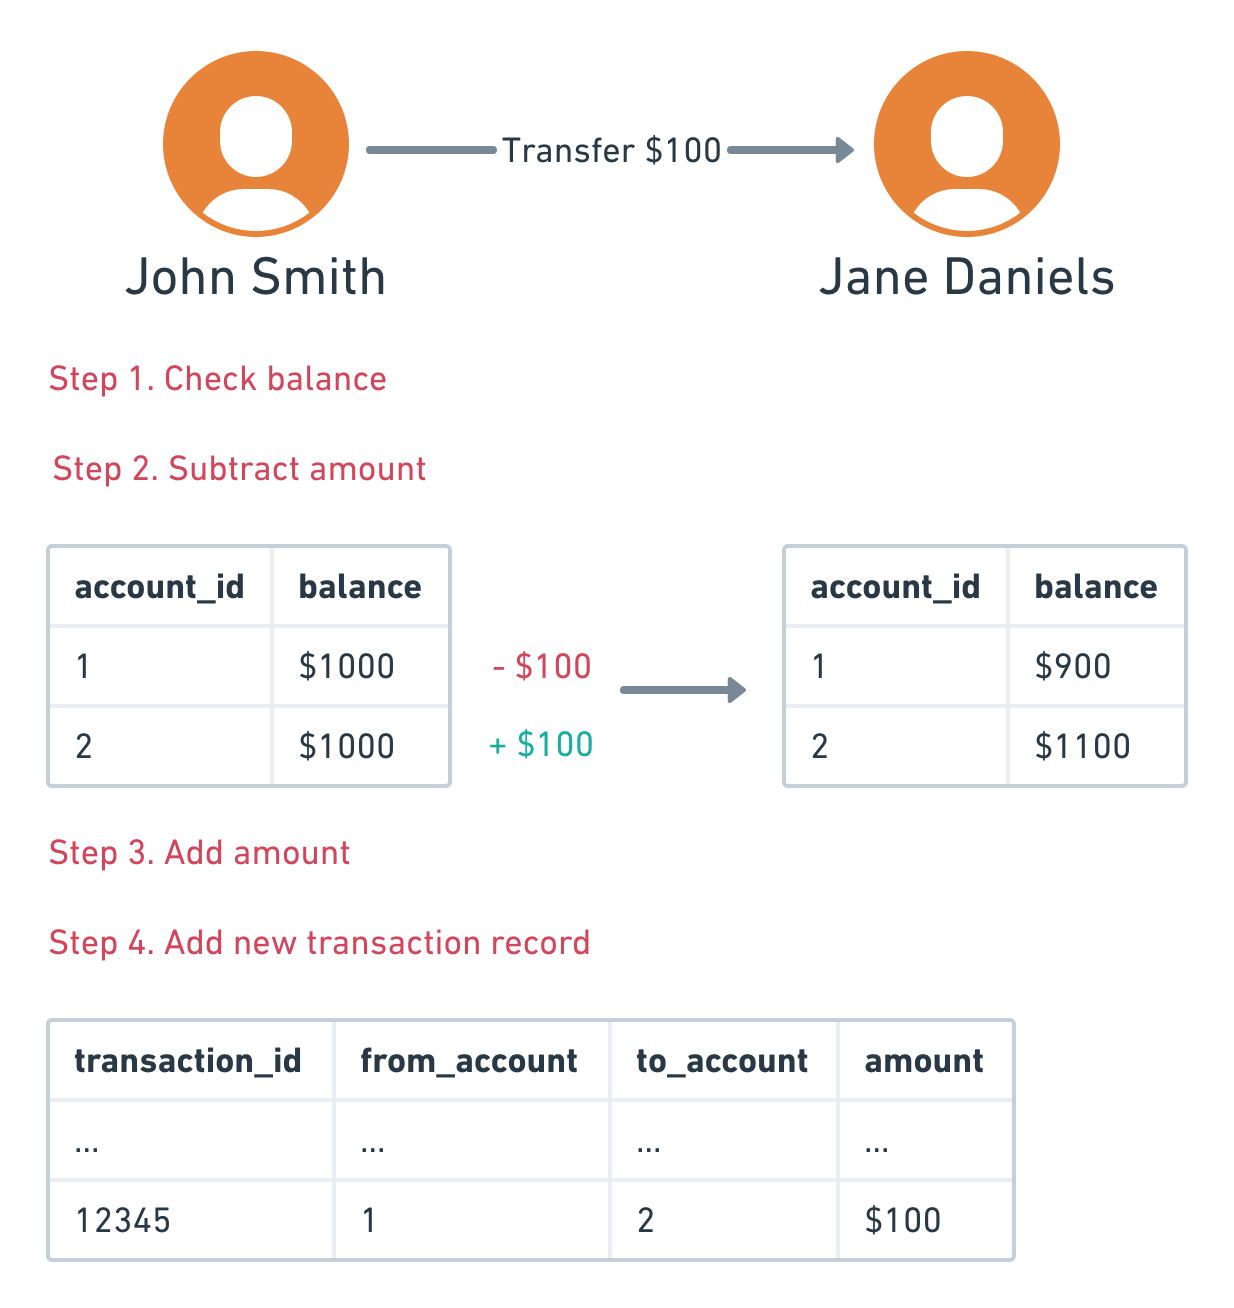 Transfer $100
John Smith
Jane Daniels
Step 1. Check balance
Step 2. Subtract amount
account_id balance
1 $1000
2 $1000
- $100
+ $100
account_id balance
1 $900
2 $1100
Step 3. Add amount
Step 4. Add new transaction record
transaction_id from_account to_account amount
... ... ... ...
12345 1 2 $100